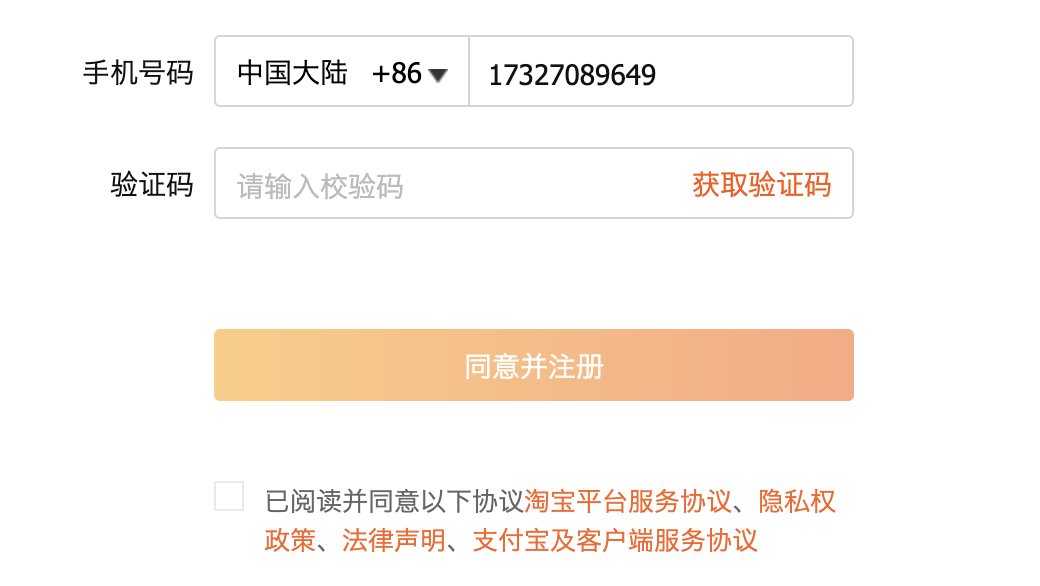 手机号码 中国大陆 +86 17327089649
验证码 请输入校验码 获取验证码
同意并注册
已阅读并同意以下协议淘宝平台服务协议、隐私权
政策、法律声明、支付宝及客户端服务协议